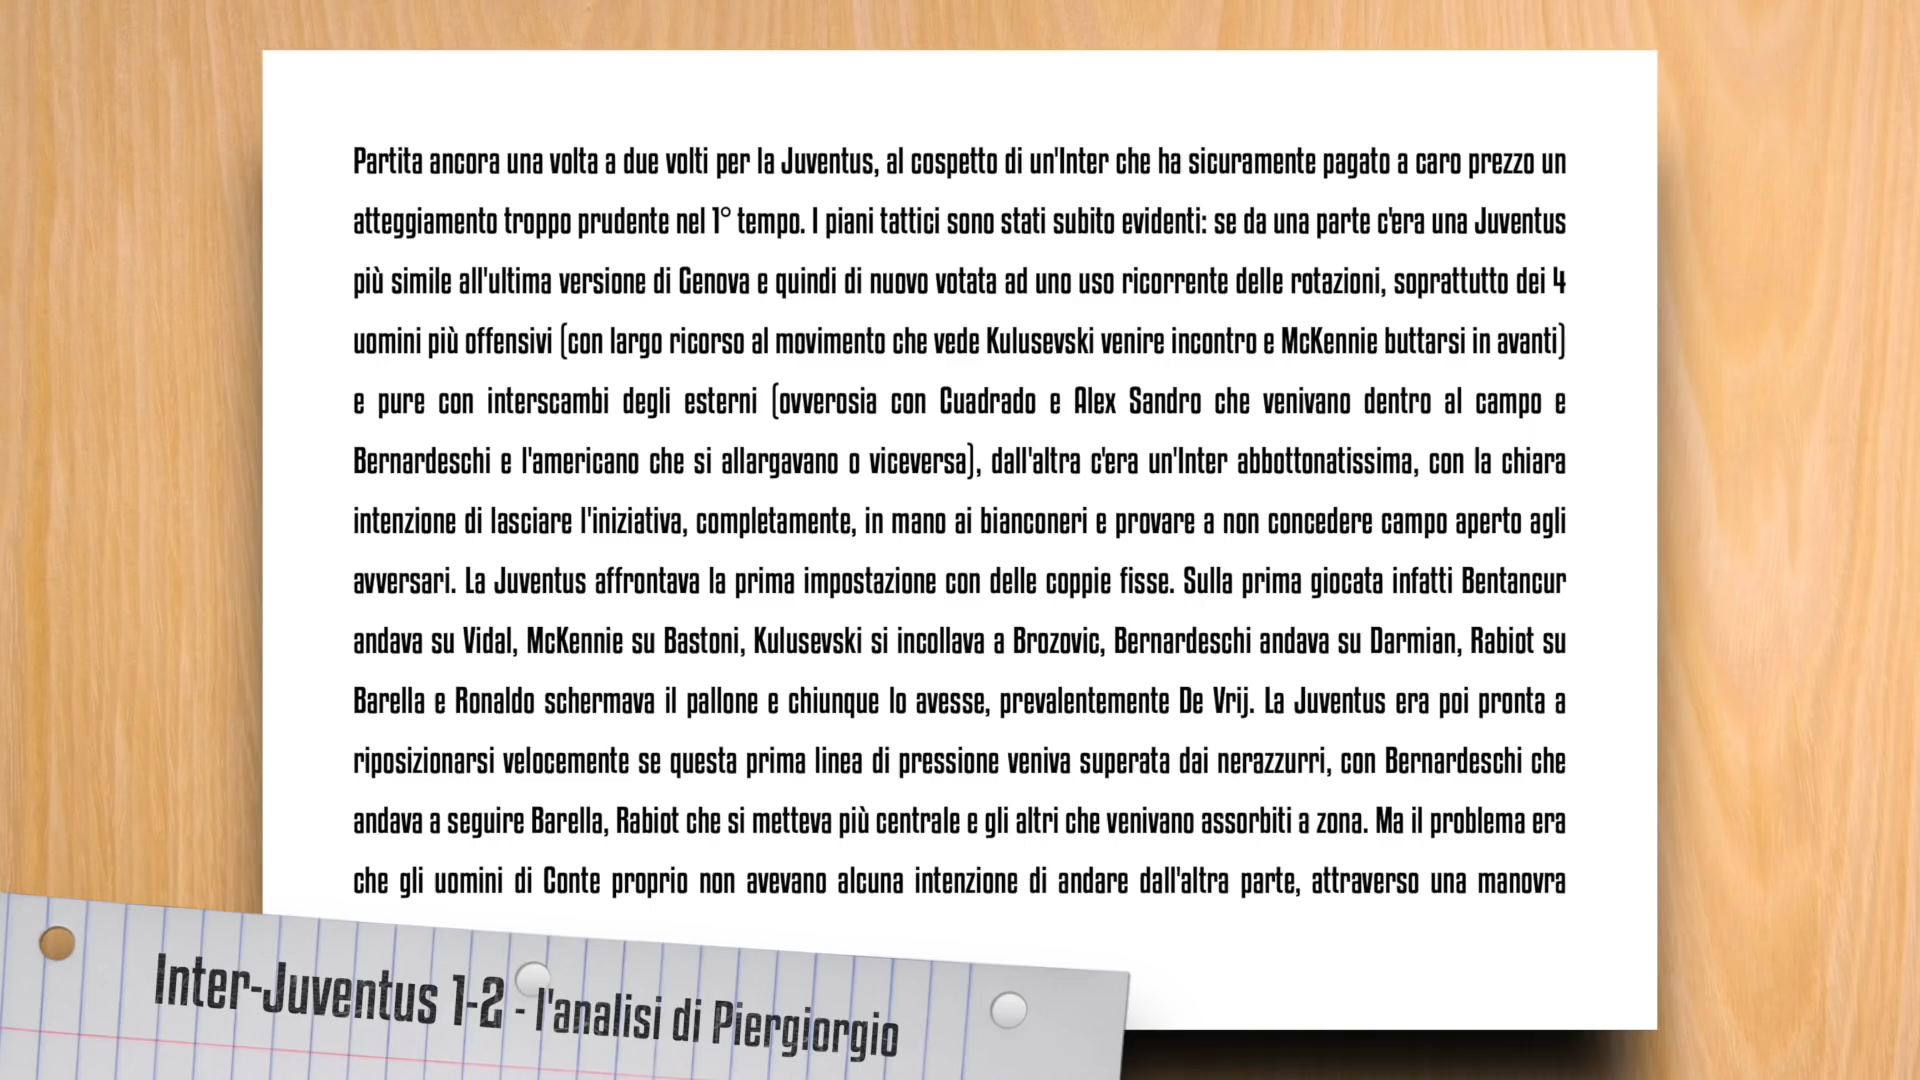 Partita ancora una volta a due volti per la Juventus, al cospetto di un'Inter che ha sicuramente pagato a caro prezzo un
atteggiamento troppo prudente nel 1° tempo. I piani tattici sono stati subito evidenti: se da una parte c'era una Juventus
più simile all'ultima versione di Genova e quindi di nuovo votata ad uno uso ricorrente delle rotazioni, soprattutto dei 4
uomini più offensivi (con largo ricorso al movimento che vede Kulusevski venire incontro e McKennie buttarsi in avanti)
e pure con interscambi degli esterni (ovverosia con Cuadrado e Alex Sandro che venivano dentro al campo e
Bernardeschi e l'americano che si allargavano o viceversa), dall'altra c'era un'Inter abbottonatissima, con la chiara
intenzione di lasciare l'iniziativa, completamente, in mano ai bianconeri e provare a non concedere campo aperto agli
avversari. La Juventus affrontava la prima impostazione con delle coppie fisse. Sulla prima giocata infatti Bentancur
andava su Vidal, McKennie su Bastoni, Kulusevski si incollava a Brozovic, Bernardeschi andava su Darmian, Rabiot su
Barella e Ronaldo schermava il pallone e chiunque lo avesse, prevalentemente De Vrij. La Juventus era poi pronta a
riposizionarsi velocemente se questa prima linea di pressione veniva superata dai nerazzurri, con Bernardeschi che
andava a seguire Barella, Rabiot che si metteva più centrale e gli altri che venivano assorbiti a zona. Ma il problema era
che gli uomini di Conte proprio non avevano alcuna intenzione di andare dall'altra parte, attraverso una manovra
Inter-Juventus 1-2 - l'analisi di Piergiorgio